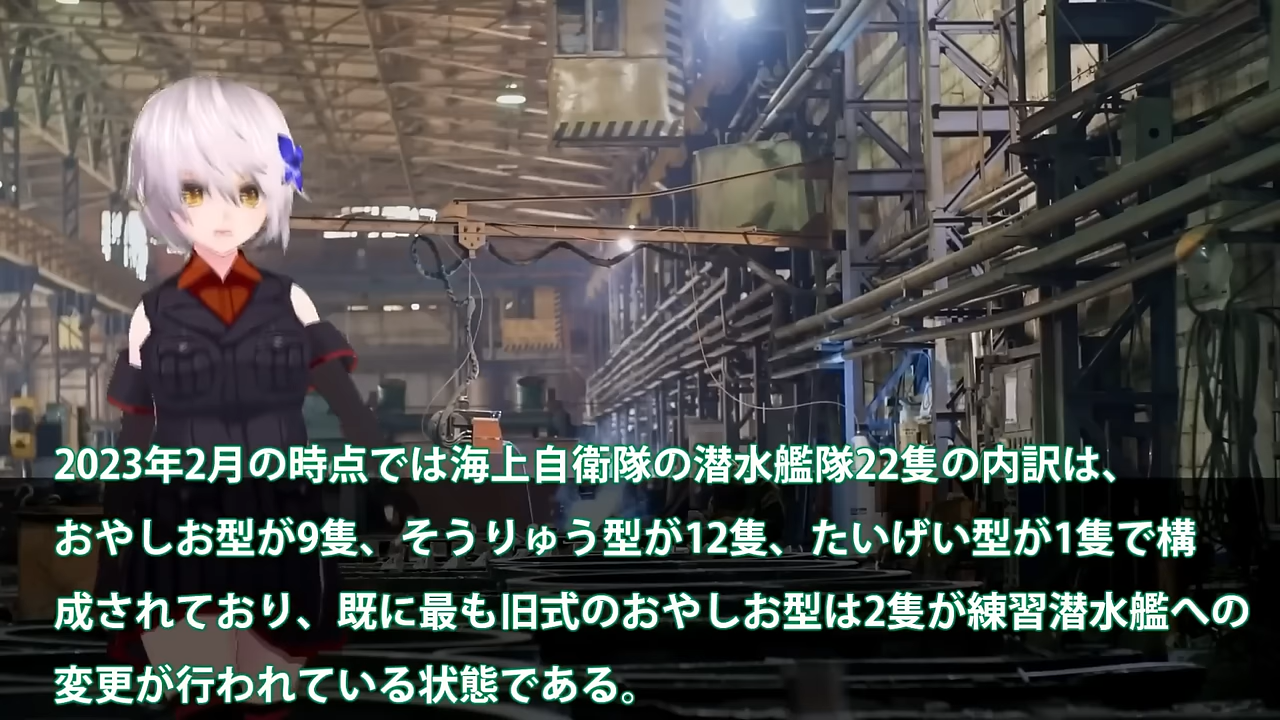 2023年2月の時点では海上自衛隊の潜水艦隊22隻の内訳は、
おやしお型が9隻、そうりゅう型が12隻、たいげい型が1隻で構
成されており、既に最も旧式のおやしお型は2隻が練習潜水艦への
変更が行われている状態である。